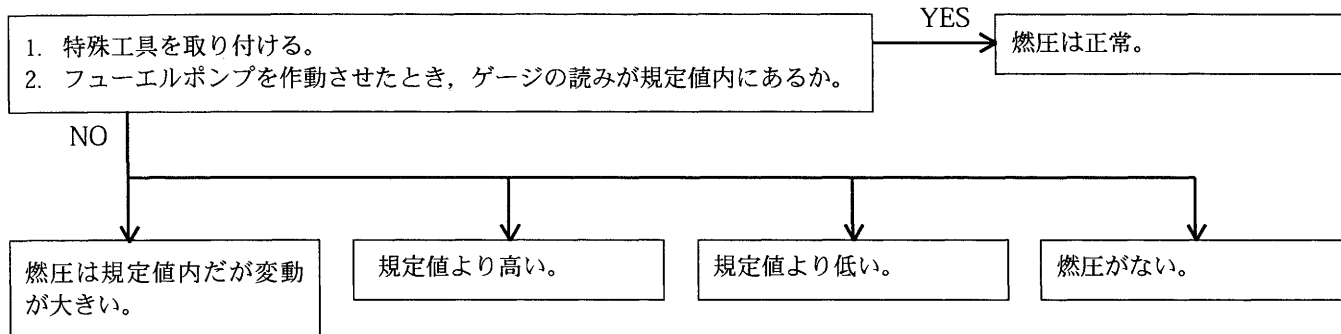 1. 特殊工具を取り付ける。
2. フューエルポンプを作動させたとき，ゲージの読みが規定値内にあるか。
YES
燃圧は正常。
NO
燃圧は規定値内だが変動
が大きい。
規定値より高い。
規定値より低い。
燃圧がない。